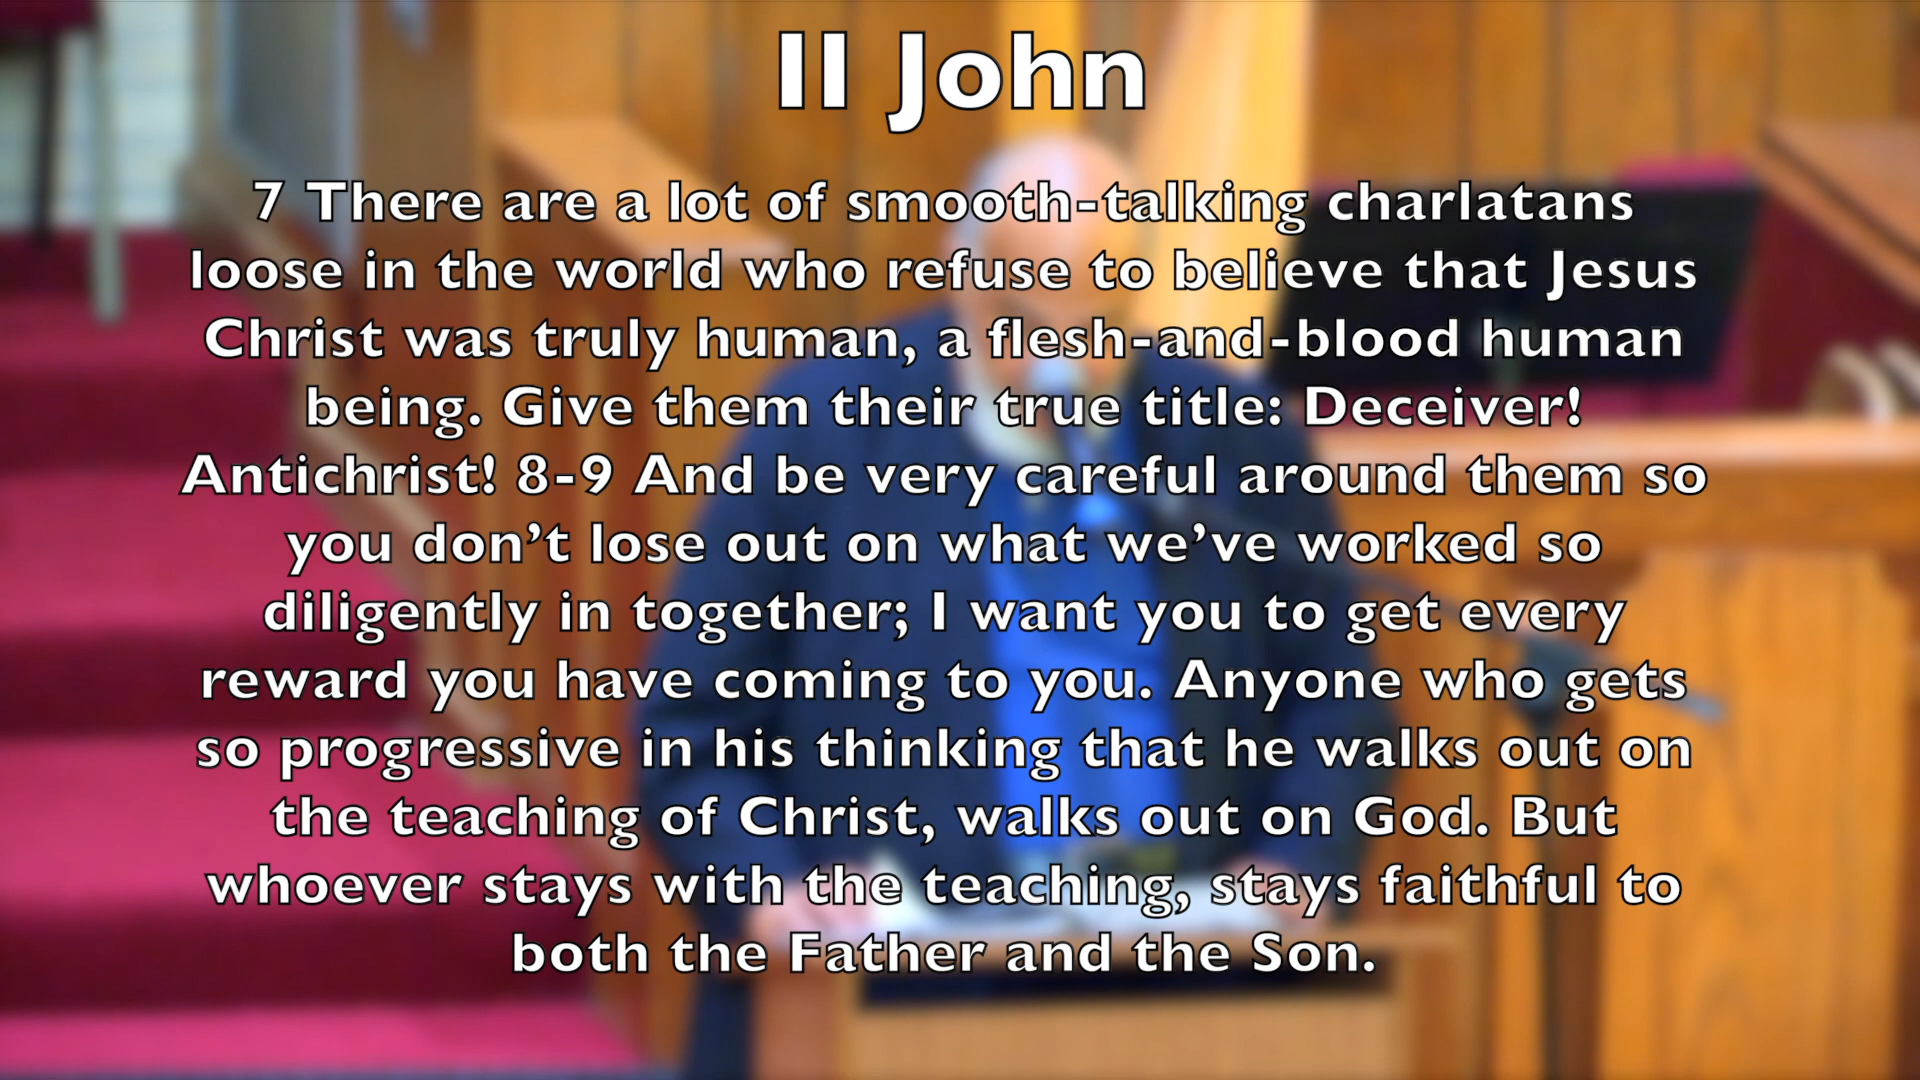 II John
7 There are a lot of smooth-talking charlatans
loose in the world who refuse to believe that Jesus
Christ was truly human, a flesh-and-blood human
being. Give them their true title: Deceiver!
Antichrist! 8-9 And be very careful around them so
you don’t lose out on what we’ve worked so
diligently in together; I want you to get every
reward you have coming to you. Anyone who gets
so progressive in his thinking that he walks out on
the teaching of Christ, walks out on God. But
whoever stays with the teaching, stays faithful to
both the Father and the Son.